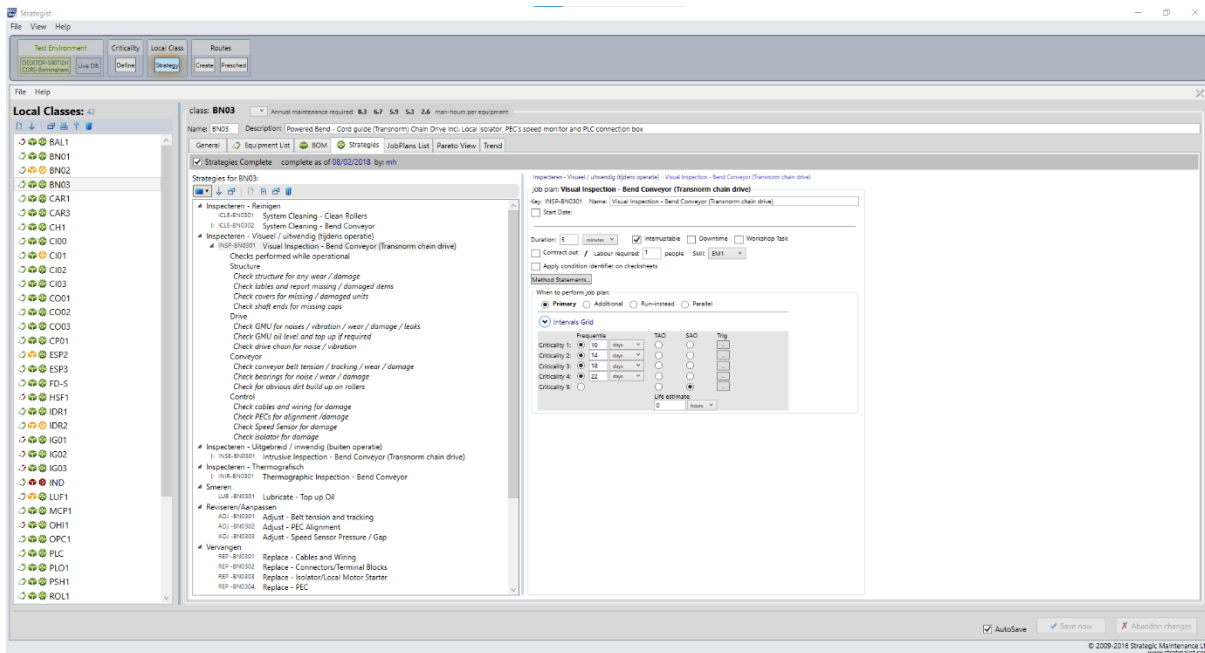 Strategist
File View Help
Test Environment Criticality Local Class Routes
Live DB Define Strategy Create Presched
CORE-Birmingham
File Help
Local Classes: 42
class: BN03 Annual maintenance required: 8.3 6.7 5.9 5.3 2.6 man-hours per equipment
Name: BN03 Description: Powered Bend - Cord guide (Transnorm) Chain Drive Incl. Local isolator, PEC's speed monitor and PLC connection box
General Equipment List BOM Strategies JobPlans List Pareto View Trend
Strategies Complete complete as of 08/02/2018 by: mh
BAL1
BN01
BN02
BN03
CAR1
CAR3
CH1
CI00
CI01
CI02
CI03
CO01
CO02
CO03
CP01
ESP2
ESP3
FD-S
HSF1
IDR1
IDR2
IG01
IG02
IG03
IND
LUF1
MCP1
OHI1
OPC1
PLC
PLO1
PSH1
ROL1
Strategies for BN03:
Inspecteren - Reinigen
ICLE-BN0301 System Cleaning - Clean Rollers
ICLE-BN0302 System Cleaning - Bend Conveyor
Inspecteren - Visueel / uitwendig (tijdens operatie)
INSP-BN0301 Visual Inspection - Bend Conveyor (Transnorm chain drive)
Checks performed while operational
Structure
Check structure for any wear / damage
Check lables and report missing / damaged items
Check covers for missing / damaged units
Check shaft ends for missing caps
Drive
Check GMU for noises / vibration / wear / damage / leaks
Check GMU oil level and top up if required
Check drive chain for noise / vibration
Conveyor
Check conveyor belt tension / tracking / wear / damage
Check bearings for noise / wear / damage
Check for obvious dirt build up on rollers
Control
Check cables and wiring for damage
Check PECs for alignment /damage
Check Speed Sensor for damage
Check isolator for damage
Inspecteren - Uitgebreid / inwendig (buiten operatie)
INSE-BN0301 Intrusive Inspection - Bend Conveyor (Transnorm chain drive)
Inspecteren - Thermografisch
INIR-BN0301 Thermographic Inspection - Bend Conveyor
Smeren
LUB -BN0301 Lubricate - Top up Oil
Reviseren/Aanpassen
ADJ -BN0301 Adjust - Belt tension and tracking
ADJ -BN0302 Adjust - PEC Alignment
ADJ -BN0303 Adjust - Speed Sensor Pressure / Gap
Vervangen
REP -BN0301 Replace - Cables and Wiring
REP -BN0302 Replace - Connectors/Terminal Blocks
REP -BN0303 Replace - Isolator/Local Motor Starter
REP -BN0304 Replace - PEC
Inspecteren - Visueel / uitwendig (tijdens operatie) Visual Inspection - Bend Conveyor (Transnorm chain drive)
Job plan: Visual Inspection - Bend Conveyor (Transnorm chain drive)
Key: INSP-BN0301 Name: Visual Inspection - Bend Conveyor (Transnorm chain drive)
Start Date:
Duration: 5 minutes Interruptable Downtime Workshop Task
Contract out / Labour required: 1 people Skill: EM1
Apply condition identifier on checksheets
Method Statements...
When to perform job plan:
Primary Additional Run-instead Parallel
Intervals Grid
Frequentie TAO SAO Trig
Criticality 1: 10 days ...
Criticality 2: 14 days ...
Criticality 3: 18 days ...
Criticality 4: 22 days ...
Criticality 5: ...
Life estimate:
0 hours
AutoSave Save now Abandon changes
© 2009-2016 Strategic Maintenance